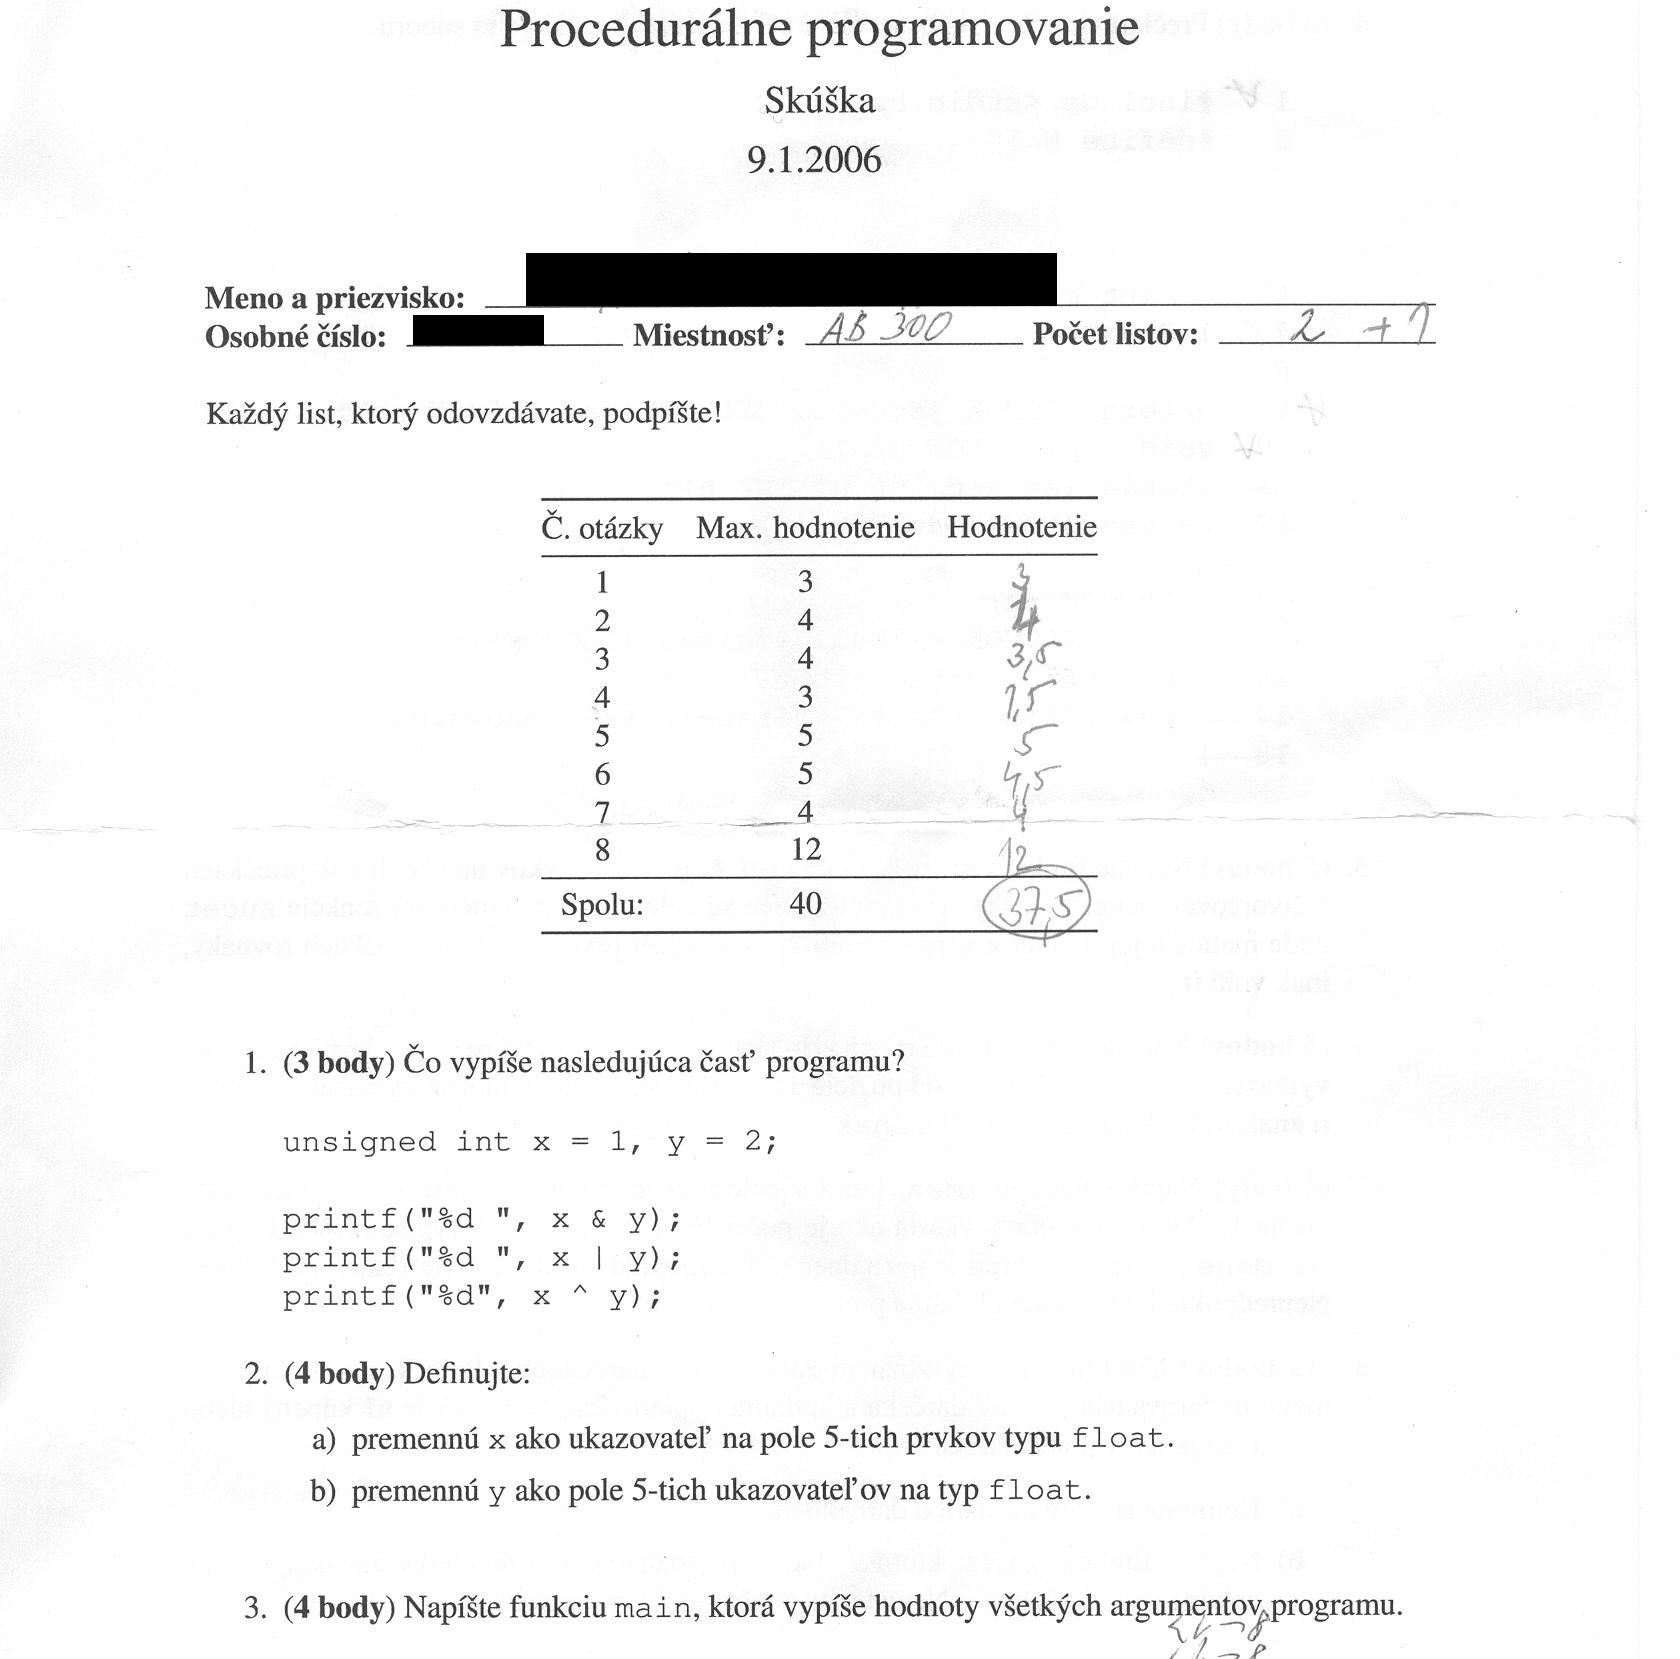 Procedurálne programovanie
Skúška
9.1.2006
Meno a priezvisko:
Osobné číslo: Miestnosť: AB 300 Počet listov: 2 + 1
Každý list, ktorý odovzdávate, podpíšte!
Č. otázky Max. hodnotenie Hodnotenie
1 3 3
2 4 4
3 4 3,5
4 3 1,5
5 5 5
6 5 4,5
7 4 4
8 12 12
Spolu: 40 37,5
1. (3 body) Čo vypíše nasledujúca časť programu?
unsigned int x = 1, y = 2;
printf("%d ", x & y);
printf("%d ", x | y);
printf("%d", x ^ y);
2. (4 body) Definujte:
a) premennú x ako ukazovateľ na pole 5-tich prvkov typu float.
b) premennú y ako pole 5-tich ukazovateľov na typ float.
3. (4 body) Napíšte funkciu main, ktorá vypíše hodnoty všetkých argumentov programu.